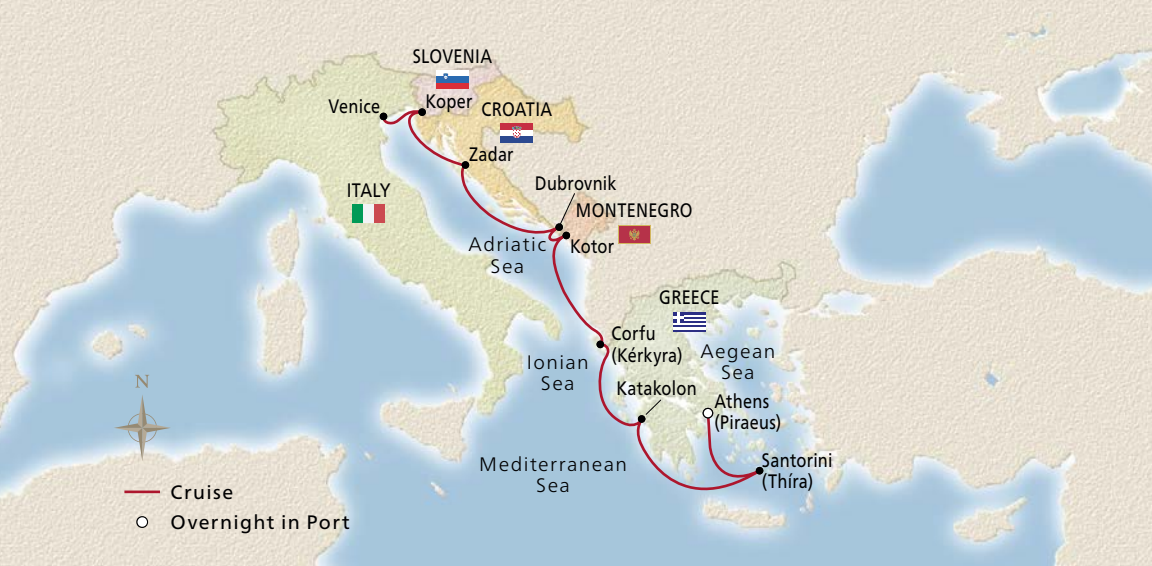 SLOVENIA
Venice
Koper
CROATIA
Zadar
ITALY
Dubrovnik
MONTENEGRO
Adriatic
Sea
Kotor
GREECE
Corfu
(Kérkyra)
Ionian
Sea
Aegean
Sea
Katakolon
Athens
(Piraeus)
Mediterranean
Sea
Santorini
(Thíra)
N
Cruise
Overnight in Port